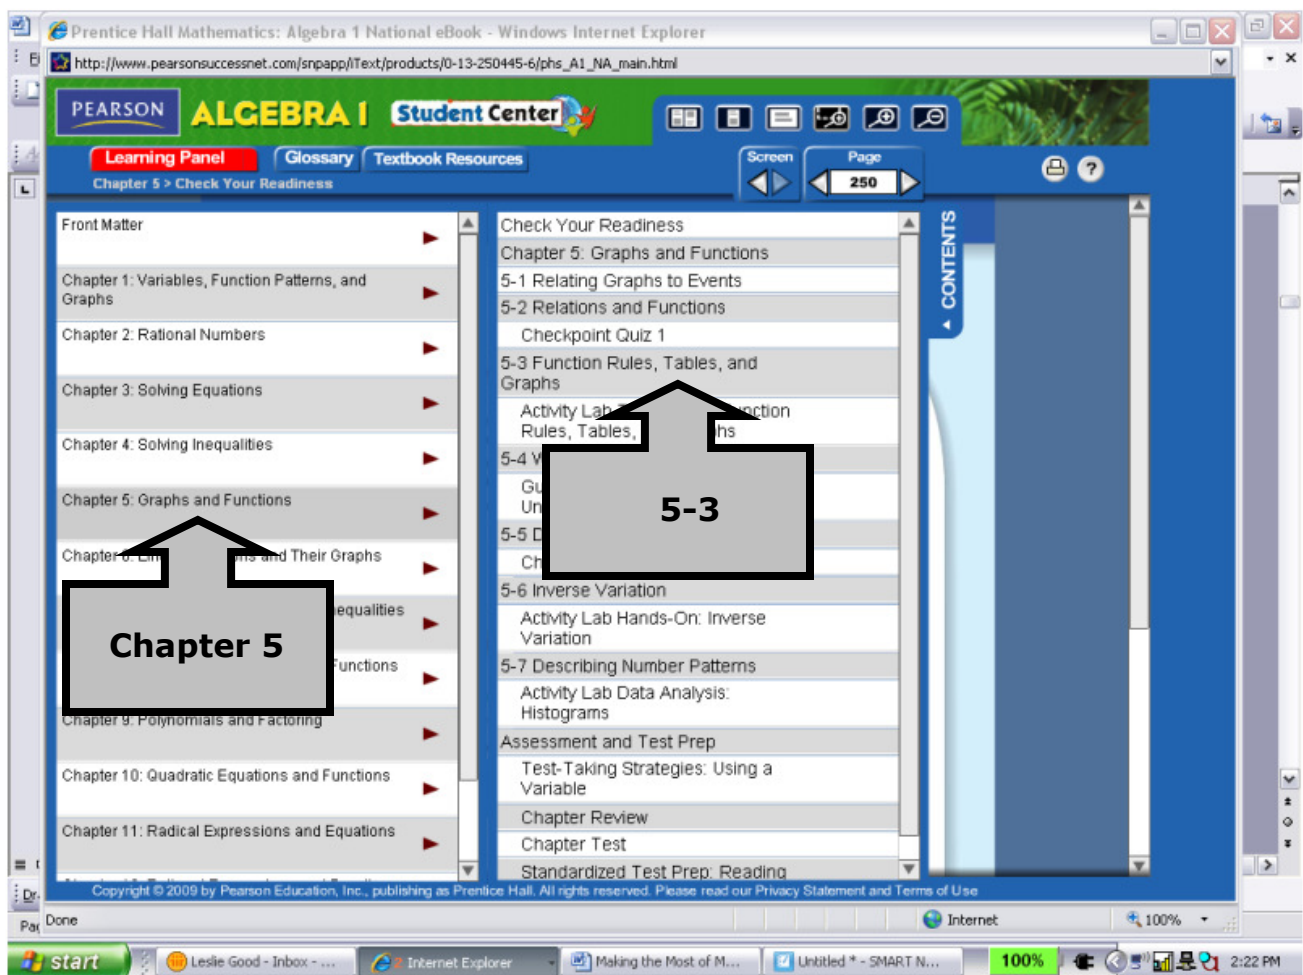 Prentice Hall Mathematics: Algebra 1 National eBook - Windows Internet Explorer
http://www.pearsonsuccessnet.com/snpapp/iText/products/0-13-250445-6/phs_A1_NA_main.html
PEARSON ALGEBRA 1 Student Center
Learning Panel Glossary Textbook Resources Screen Page
Chapter 5 > Check Your Readiness 250
CONTENTS
Front Matter
Chapter 1: Variables, Function Patterns, and
Graphs
Chapter 2: Rational Numbers
Chapter 3: Solving Equations
Chapter 4: Solving Inequalities
Chapter 5: Graphs and Functions
and Their Graphs
Chapter 5
Functions
Chapter 9: Polynomials and Factoring
Chapter 10: Quadratic Equations and Functions
Chapter 11: Radical Expressions and Equations
Check Your Readiness
Chapter 5: Graphs and Functions
5-1 Relating Graphs to Events
5-2 Relations and Functions
Checkpoint Quiz 1
5-3 Function Rules, Tables, and
Graphs
Activity Lab
Rules, Tables,
5-4
5-3
5-5
5-6 Inverse Variation
Activity Lab Hands-On: Inverse
Variation
5-7 Describing Number Patterns
Activity Lab Data Analysis:
Histograms
Assessment and Test Prep
Test-Taking Strategies: Using a
Variable
Chapter Review
Chapter Test
Standardized Test Prep: Reading
Copyright © 2009 by Pearson Education, Inc., publishing as Prentice Hall. All rights reserved. Please read our Privacy Statement and Terms of Use
Done Internet 100%
start Leslie Good - Inbox - ... 2 Internet Explorer Making the Most of M... Untitled * - SMART N... 100% 2:22 PM